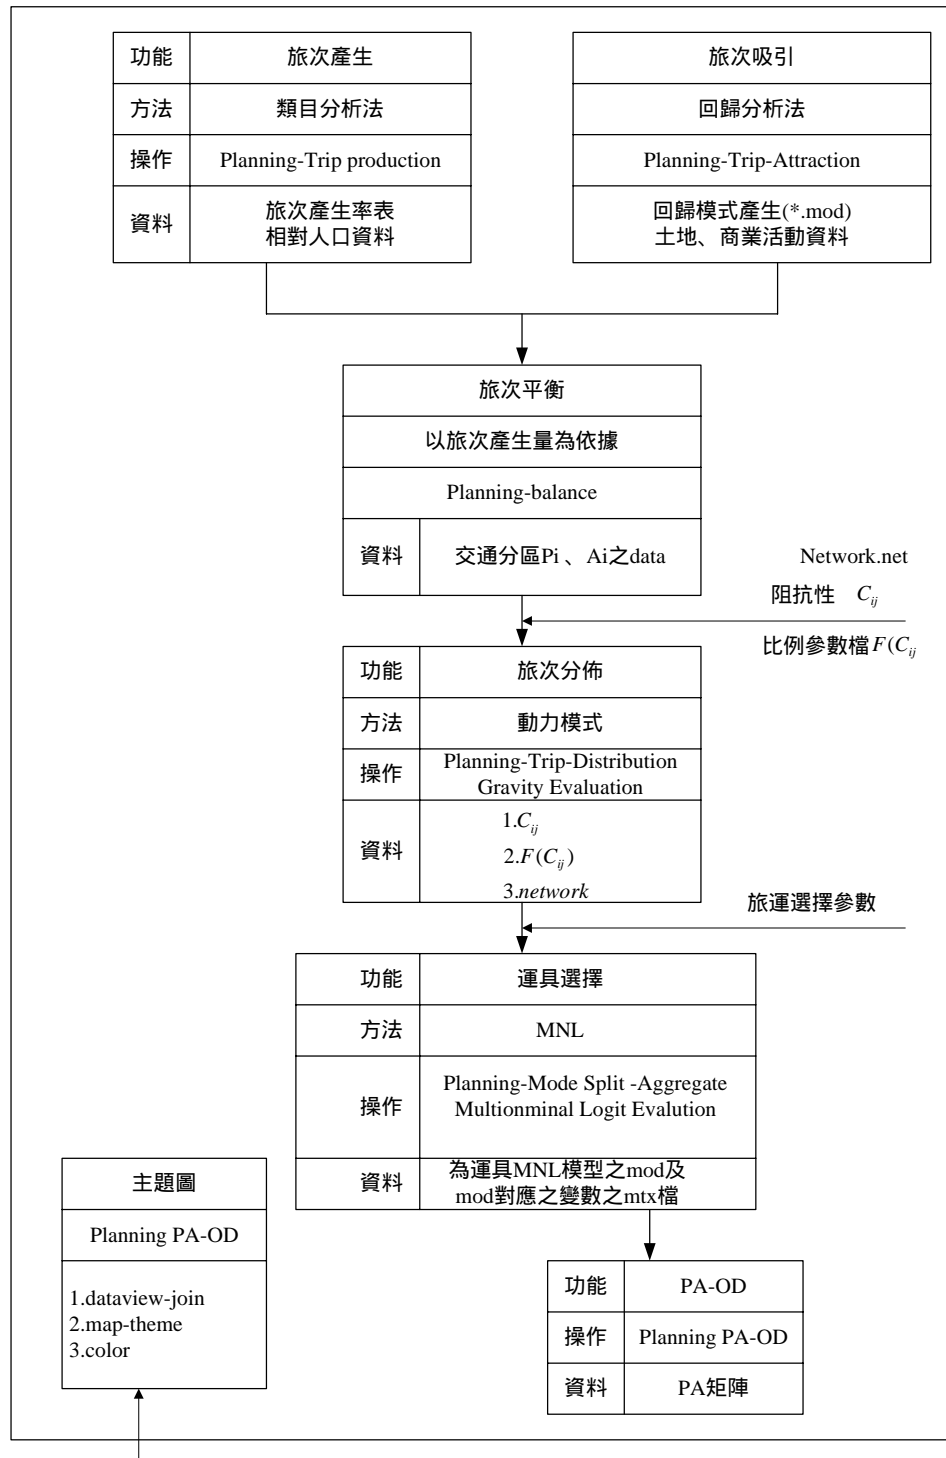 功能 旅次產生
方法 類目分析法
操作 Planning-Trip production
資料 旅次產生率表
相對人口資料
旅次吸引
回歸分析法
Planning-Trip-Attraction
回歸模式產生(*.mod)
土地、商業活動資料
旅次平衡
以旅次產生量為依據
Planning-balance
資料 交通分區Pi 、Ai之data
Network.net
阻抗性 C_{ij}
比例參數檔 F(C_{ij}
功能 旅次分佈
方法 動力模式
操作 Planning-Trip-Distribution
Gravity Evaluation
資料 1.C_{ij}
2.F(C_{ij})
3.network
旅運選擇參數
功能 運具選擇
方法 MNL
操作 Planning-Mode Split -Aggregate
Multionminal Logit Evalution
資料 為運具MNL模型之mod及
mod對應之變數之mtx檔
主題圖
Planning PA-OD
1.dataview-join
2.map-theme
3.color
功能 PA-OD
操作 Planning PA-OD
資料 PA矩陣